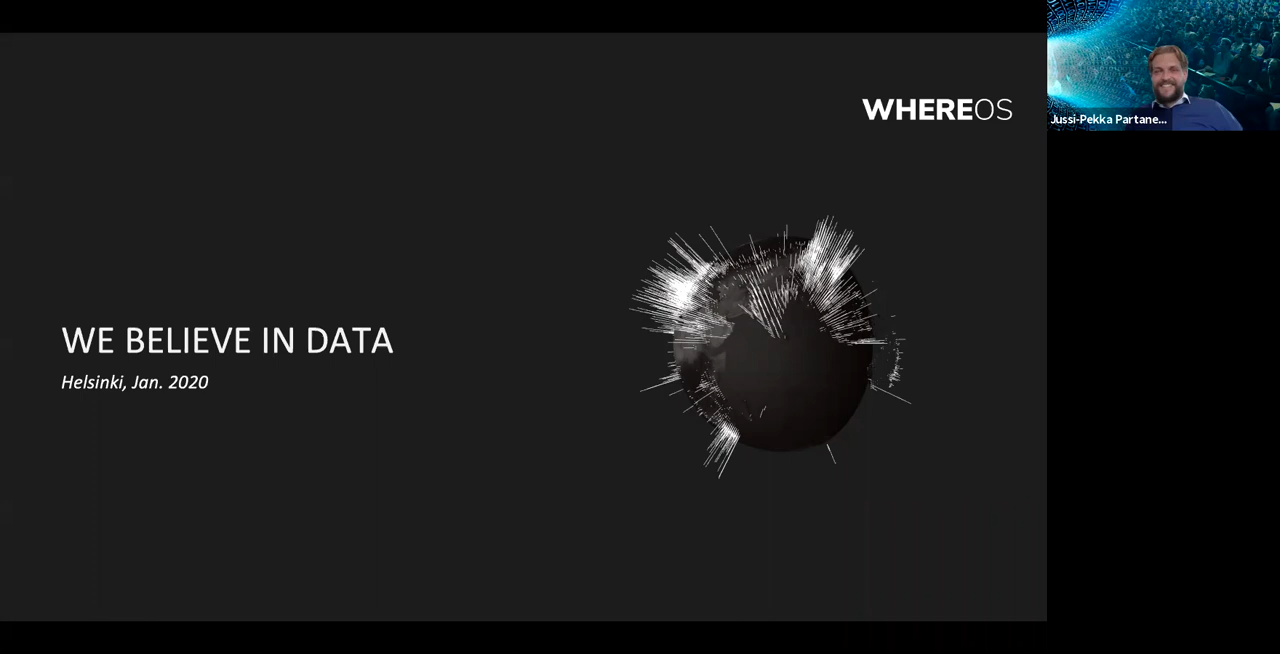 WHEREOS
Jussi-Pekka Partane...
WE BELIEVE IN DATA
Helsinki, Jan. 2020